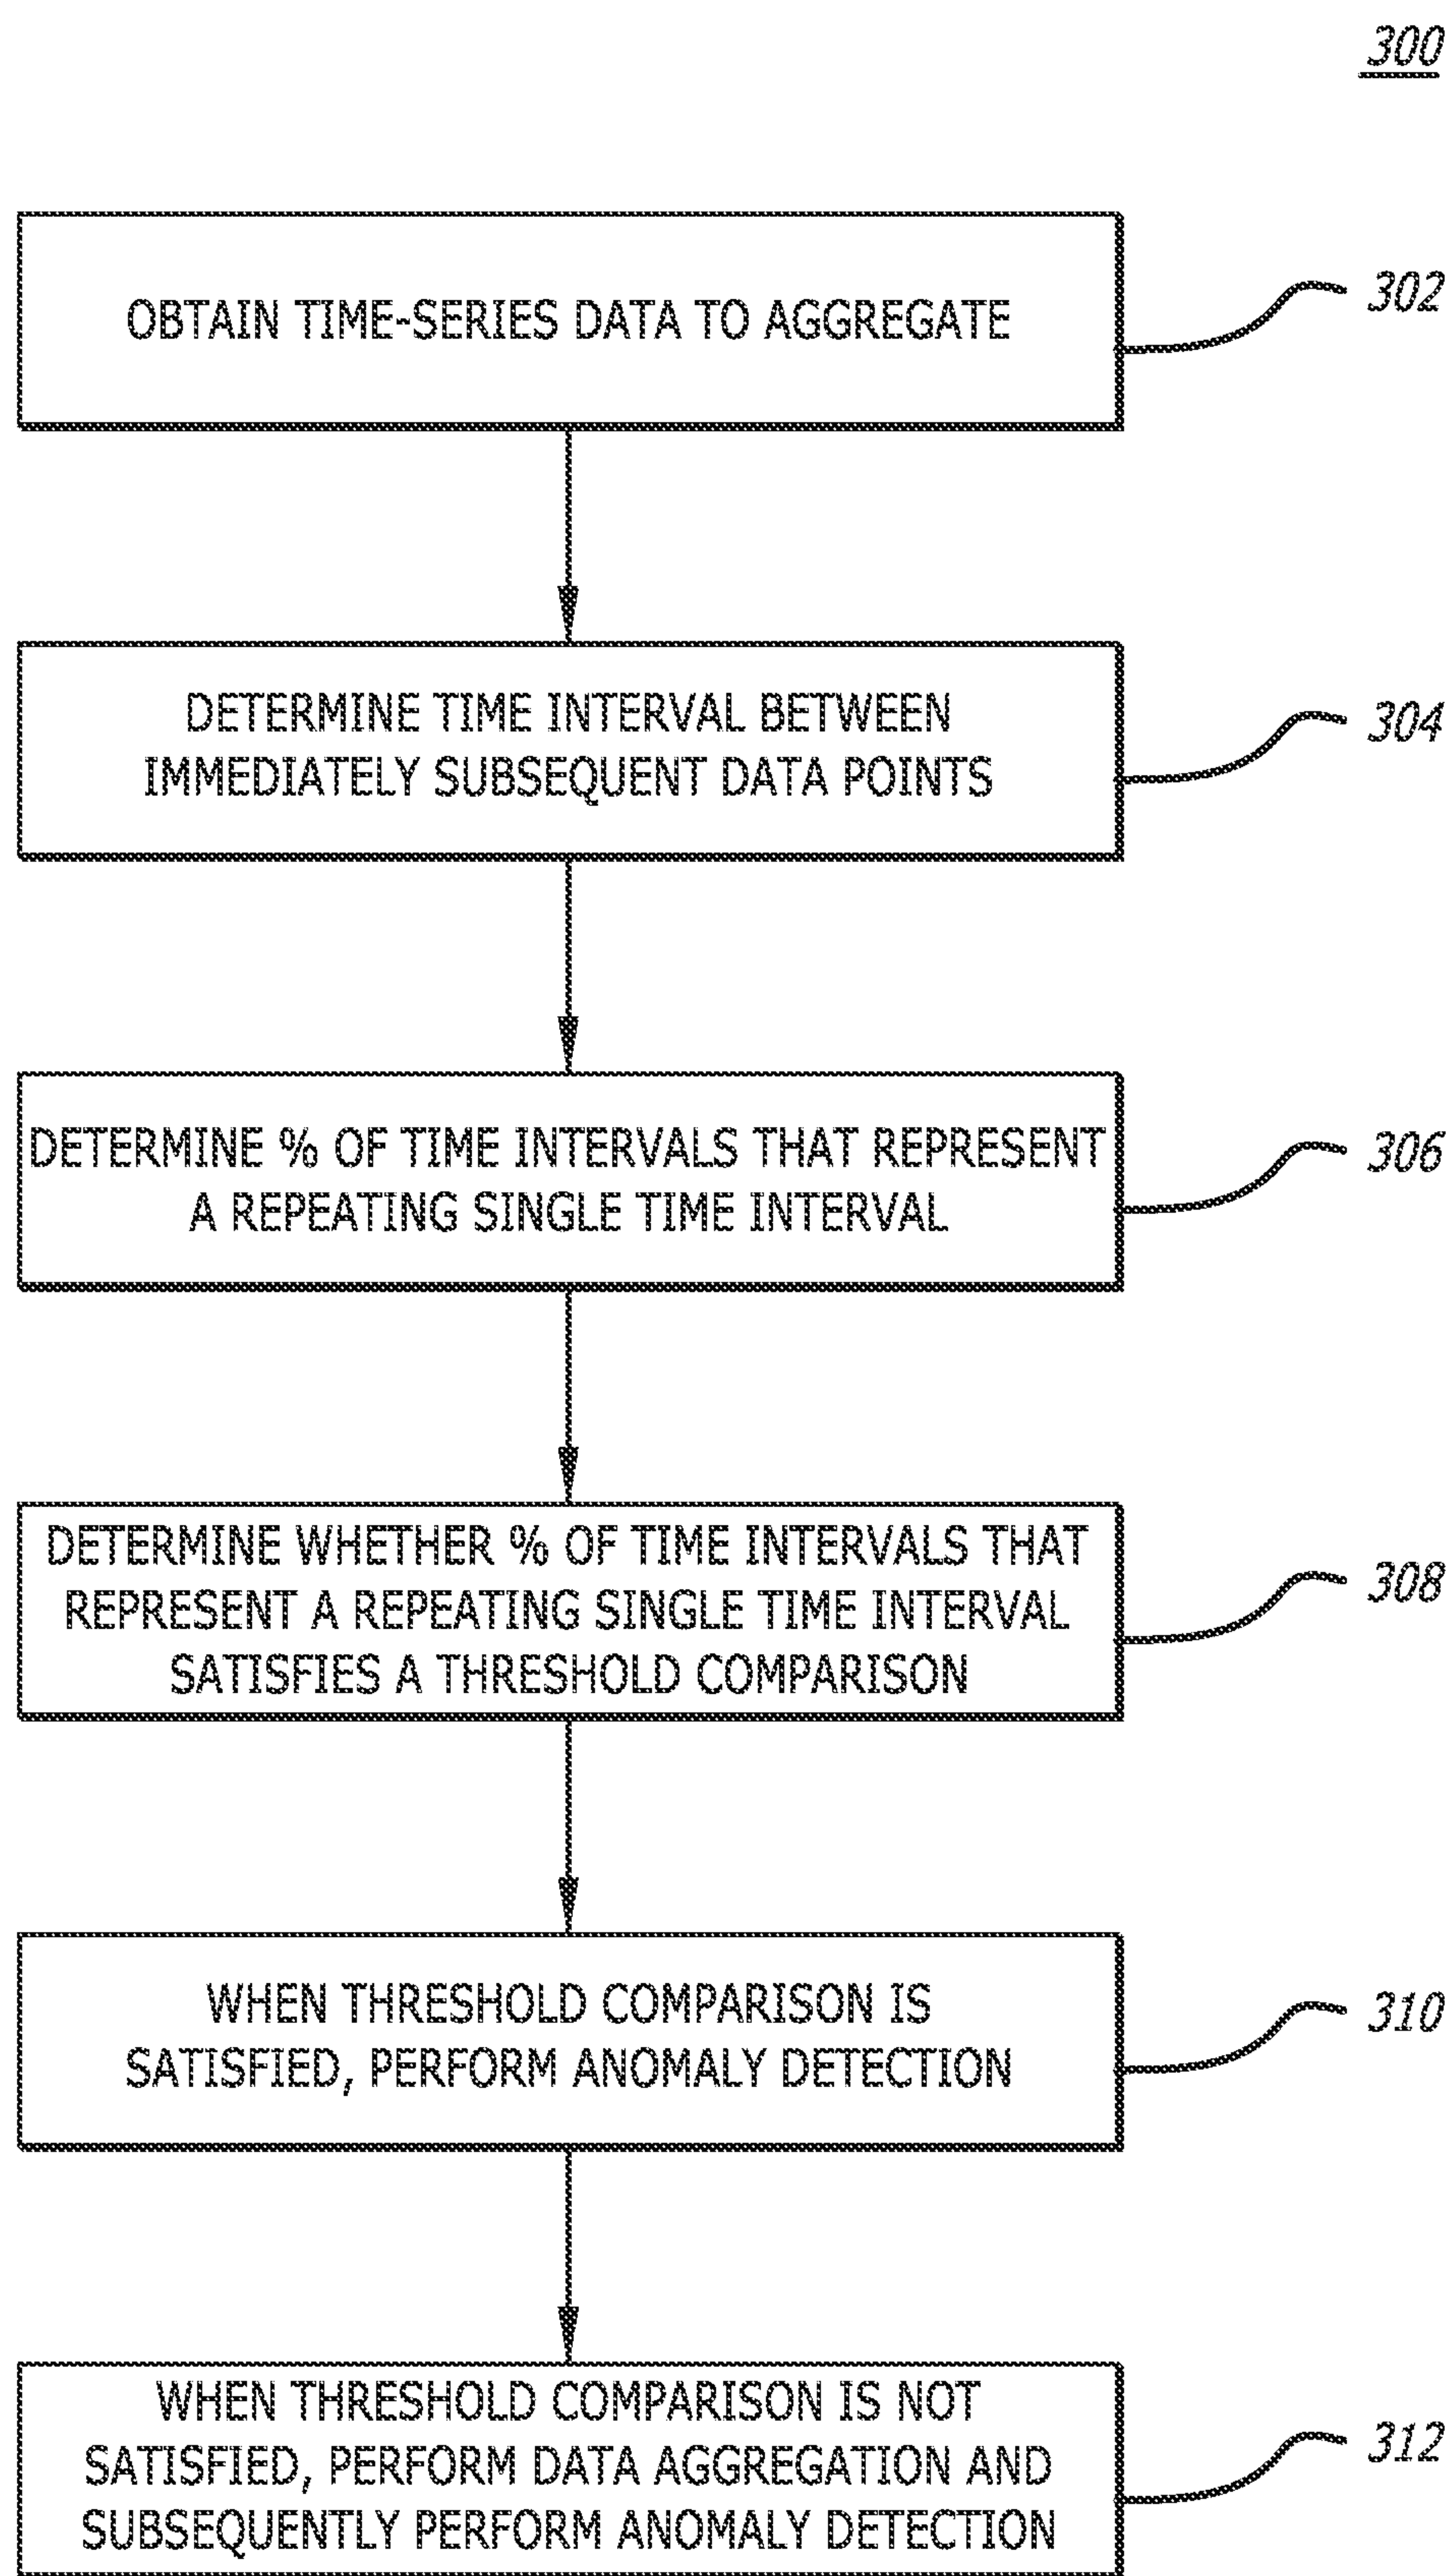 300
OBTAIN TIME-SERIES DATA TO AGGREGATE
302
DETERMINE TIME INTERVAL BETWEEN
IMMEDIATELY SUBSEQUENT DATA POINTS
304
DETERMINE % OF TIME INTERVALS THAT REPRESENT
A REPEATING SINGLE TIME INTERVAL
306
DETERMINE WHETHER % OF TIME INTERVALS THAT
REPRESENT A REPEATING SINGLE TIME INTERVAL
SATISFIES A THRESHOLD COMPARISON
308
WHEN THRESHOLD COMPARISON IS
SATISFIED, PERFORM ANOMALY DETECTION
310
WHEN THRESHOLD COMPARISON IS NOT
SATISFIED, PERFORM DATA AGGREGATION AND
SUBSEQUENTLY PERFORM ANOMALY DETECTION
312